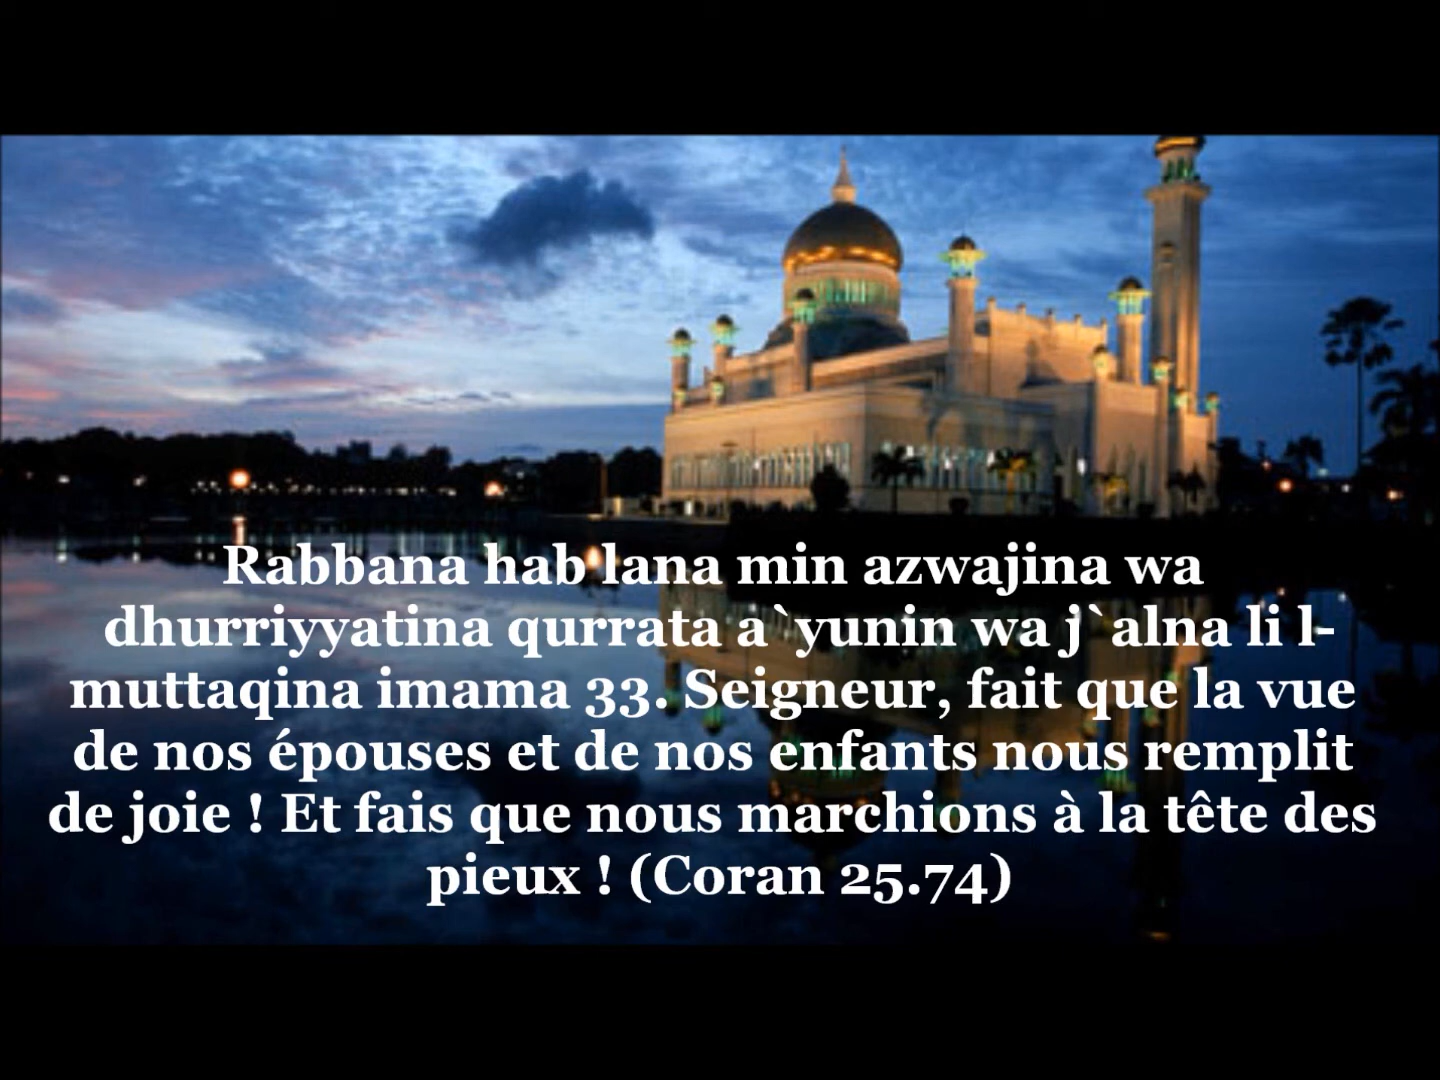 Rabbana hab lana min azwajina wa
dhurriyyatina qurrata a`yunin wa j`alna li l-
muttaqina imama 33. Seigneur, fait que la vue
de nos épouses et de nos enfants nous remplit
de joie ! Et fais que nous marchions à la tête des
pieux ! (Coran 25.74)